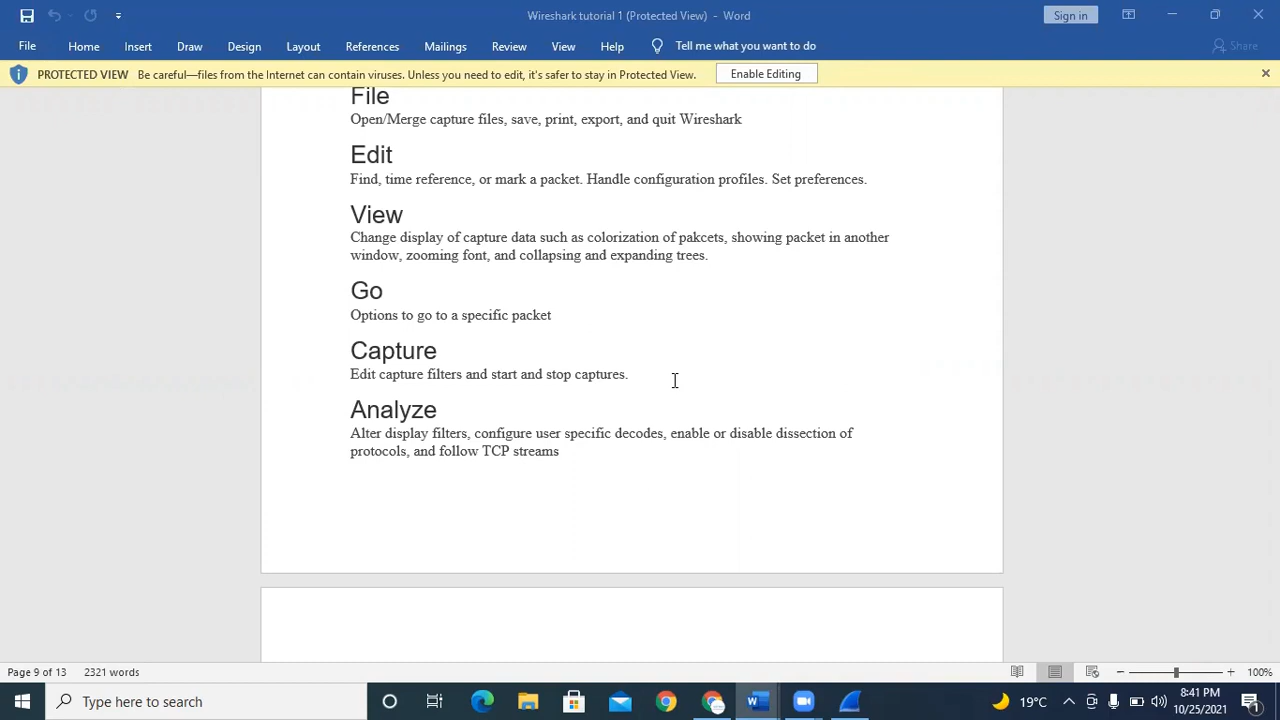 Wireshark tutorial 1 (Protected View) - Word
Sign in
File Home Insert Draw Design Layout References Mailings Review View Help Tell me what you want to do Share
PROTECTED VIEW Be careful—files from the Internet can contain viruses. Unless you need to edit, it's safer to stay in Protected View. Enable Editing
File
Open/Merge capture files, save, print, export, and quit Wireshark
Edit
Find, time reference, or mark a packet. Handle configuration profiles. Set preferences.
View
Change display of capture data such as colorization of pakcets, showing packet in another
window, zooming font, and collapsing and expanding trees.
Go
Options to go to a specific packet
Capture
Edit capture filters and start and stop captures.
Analyze
Alter display filters, configure user specific decodes, enable or disable dissection of
protocols, and follow TCP streams
Page 9 of 13 2321 words 100%
Type here to search 19°C 8:41 PM
10/25/2021